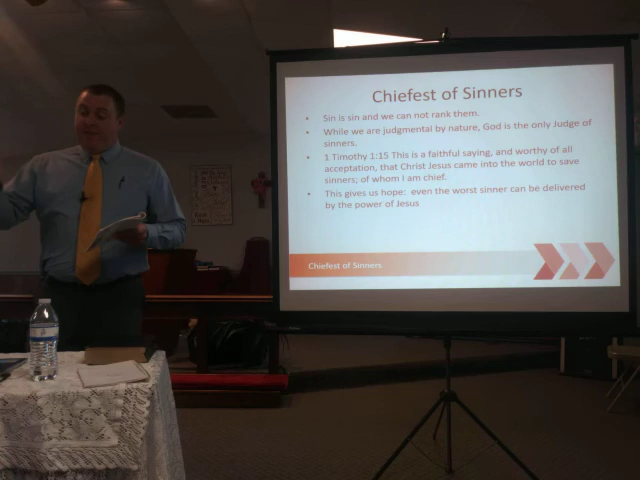 Chiefest of Sinners
• Sin is sin and we can not rank them.
• While we are judgmental by nature, God is the only Judge of
sinners.
• 1 Timothy 1:15 This is a faithful saying, and worthy of all
acceptation, that Christ Jesus came into the world to save
sinners; of whom I am chief.
• This gives us hope: even the worst sinner can be delivered
by the power of Jesus
Chiefest of Sinners